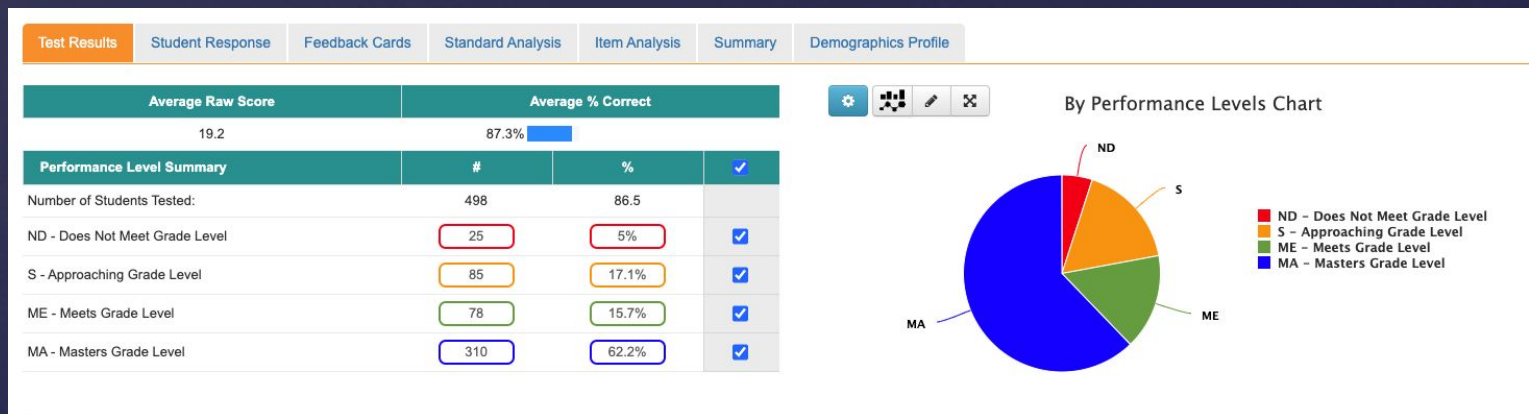 Test Results Student Response Feedback Cards Standard Analysis Item Analysis Summary Demographics Profile
Average Raw Score Average % Correct
19.2 87.3%
Performance Level Summary # %
Number of Students Tested: 498 86.5
ND - Does Not Meet Grade Level 25 5%
S - Approaching Grade Level 85 17.1%
ME - Meets Grade Level 78 15.7%
MA - Masters Grade Level 310 62.2%
By Performance Levels Chart
ND
S
ME
MA
ND - Does Not Meet Grade Level
S - Approaching Grade Level
ME - Meets Grade Level
MA - Masters Grade Level